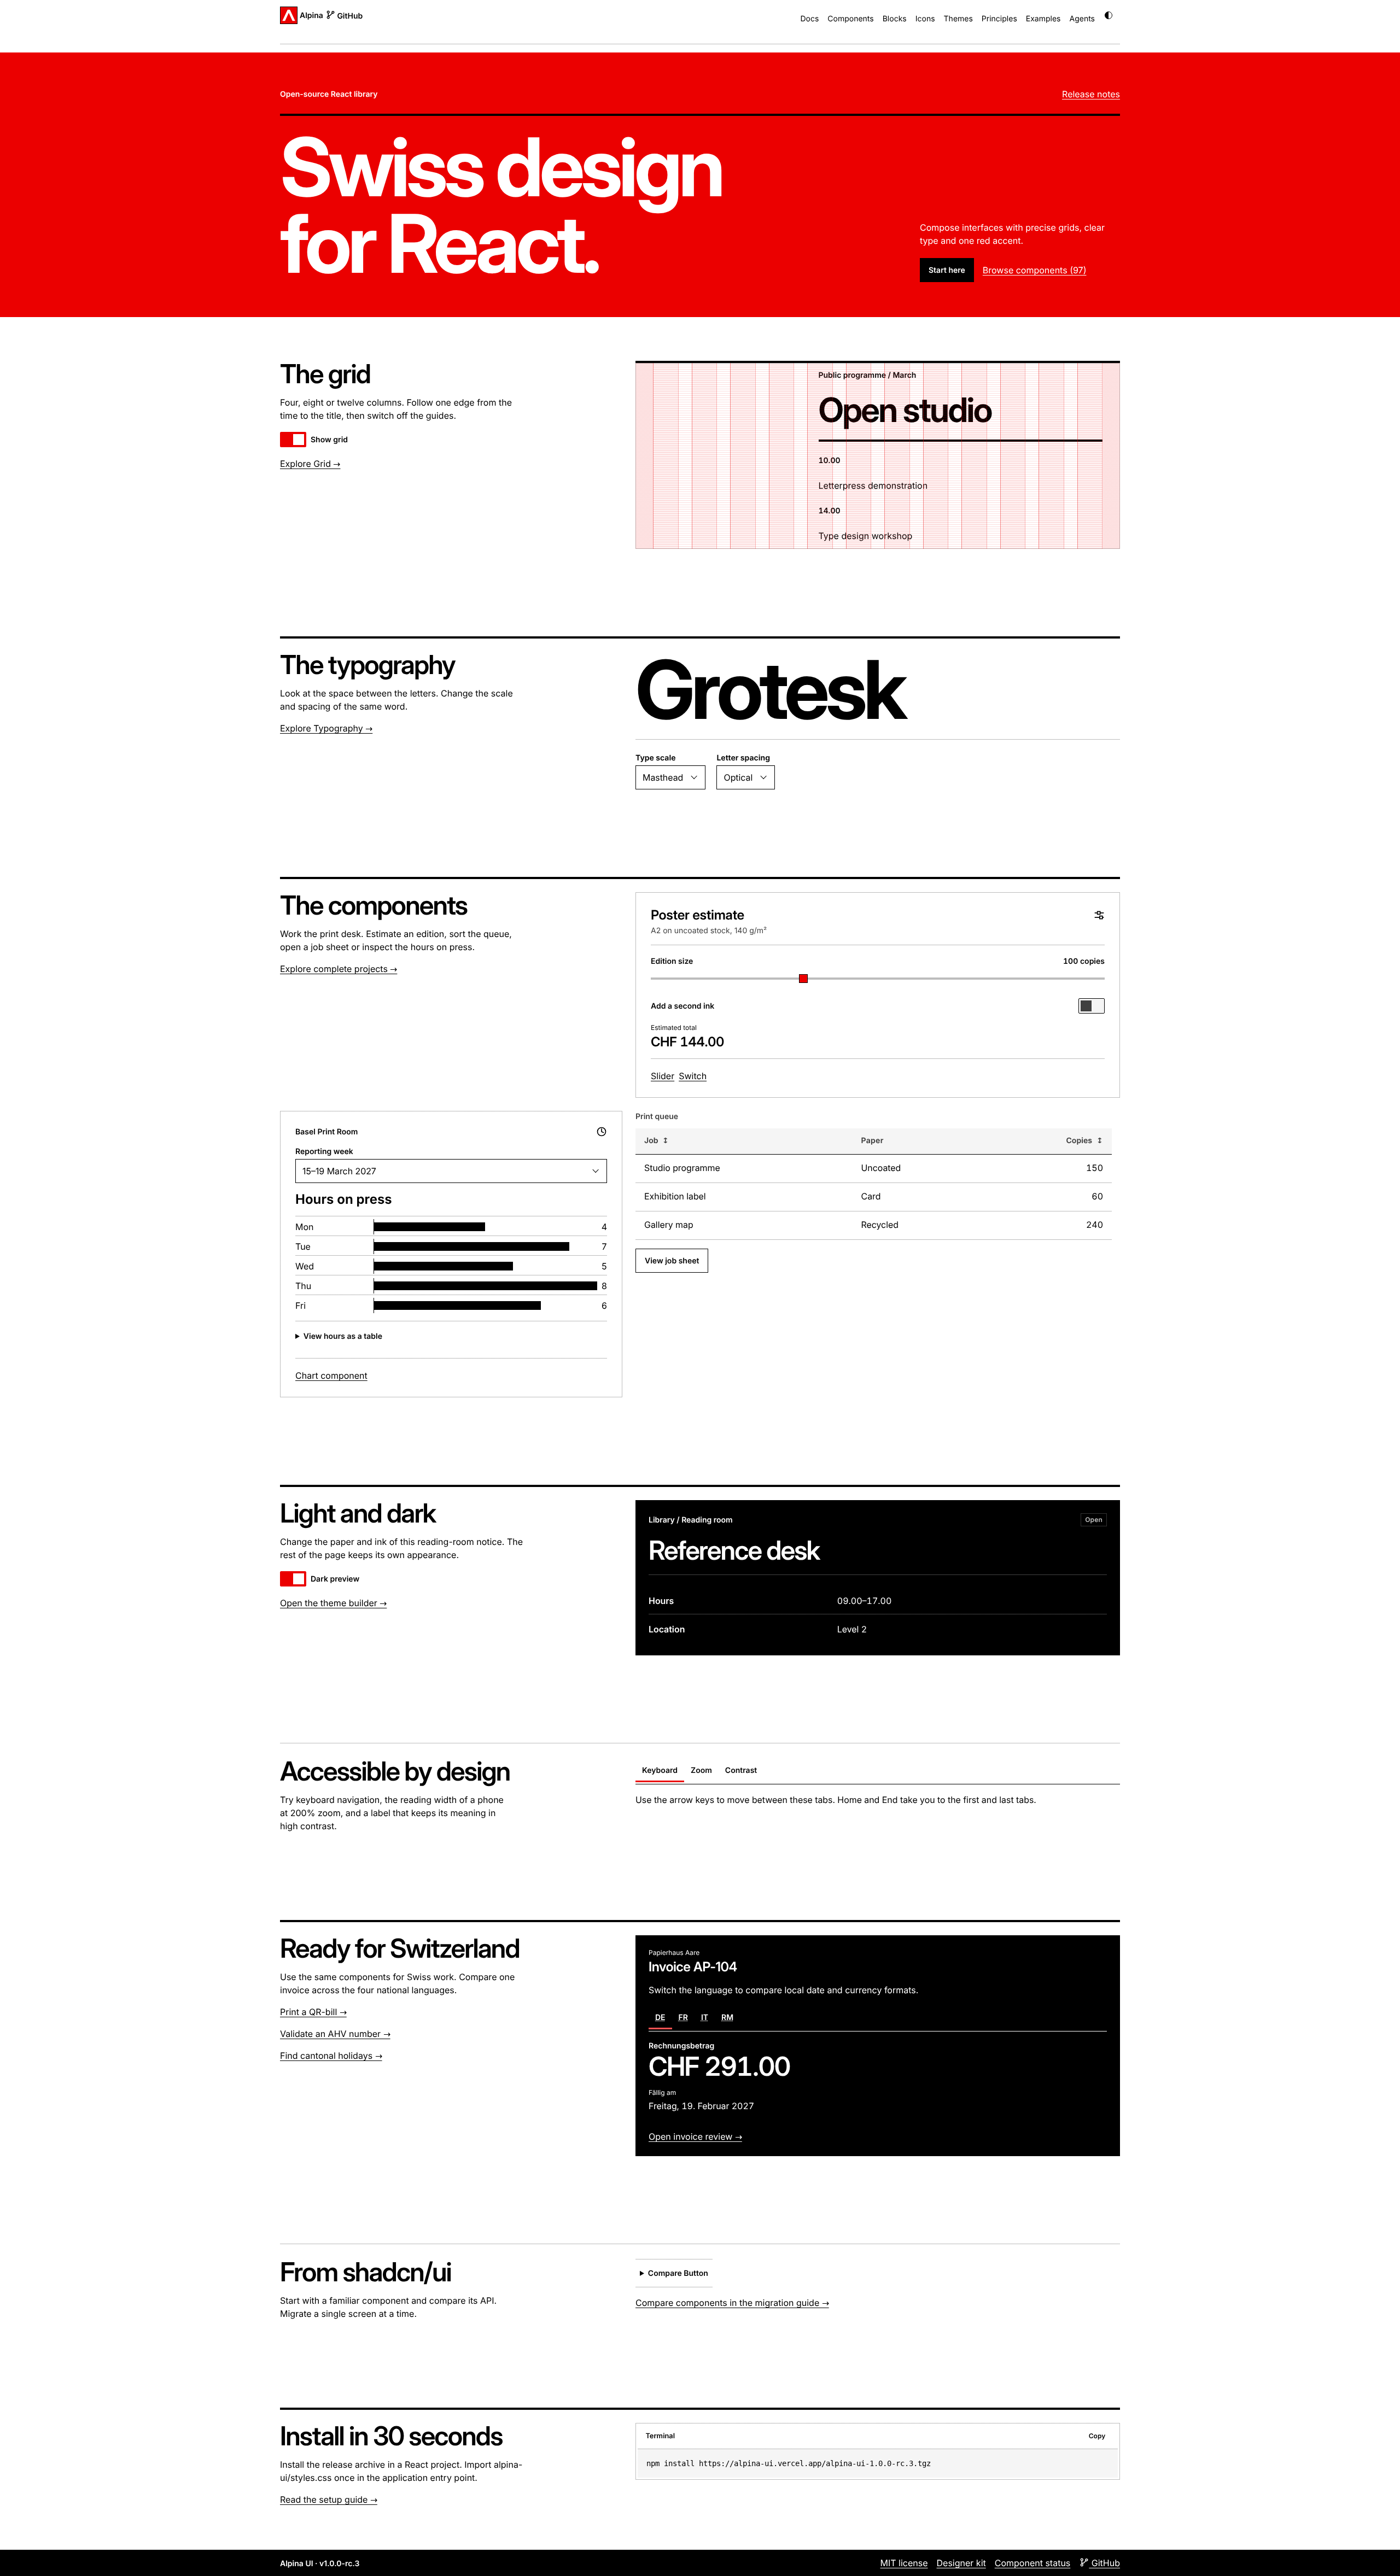 Alpina GitHub
Docs Components Blocks Icons Themes Principles Examples Agents
Open-source React library
Release notes
Swiss design
for React.
Compose interfaces with precise grids, clear
type and one red accent.
Start here Browse components (97)
The grid
Four, eight or twelve columns. Follow one edge from the
time to the title, then switch off the guides.
Show grid
Explore Grid →
Public programme / March
Open studio
10.00
Letterpress demonstration
14.00
Type design workshop
The typography
Look at the space between the letters. Change the scale
and spacing of the same word.
Explore Typography →
Grotesk
Type scale Letter spacing
Masthead Optical
The components
Work the print desk. Estimate an edition, sort the queue,
open a job sheet or inspect the hours on press.
Explore complete projects →
Poster estimate
A2 on uncoated stock, 140 g/m²
Edition size 100 copies
Add a second ink
Estimated total
CHF 144.00
Slider Switch
Basel Print Room
Reporting week
15–19 March 2027
Hours on press
Mon 4
Tue 7
Wed 5
Thu 8
Fri 6
View hours as a table
Chart component
Print queue
Job Paper Copies
Studio programme Uncoated 150
Exhibition label Card 60
Gallery map Recycled 240
View job sheet
Light and dark
Change the paper and ink of this reading-room notice. The
rest of the page keeps its own appearance.
Dark preview
Open the theme builder →
Library / Reading room Open
Reference desk
Hours 09.00–17.00
Location Level 2
Accessible by design
Try keyboard navigation, the reading width of a phone
at 200% zoom, and a label that keeps its meaning in
high contrast.
Keyboard Zoom Contrast
Use the arrow keys to move between these tabs. Home and End take you to the first and last tabs.
Ready for Switzerland
Use the same components for Swiss work. Compare one
invoice across the four national languages.
Print a QR-bill →
Validate an AHV number →
Find cantonal holidays →
Papierhaus Aare
Invoice AP-104
Switch the language to compare local date and currency formats.
DE FR IT RM
Rechnungsbetrag
CHF 291.00
Fällig am
Freitag, 19. Februar 2027
Open invoice review →
From shadcn/ui
Start with a familiar component and compare its API.
Migrate a single screen at a time.
Compare Button
Compare components in the migration guide →
Install in 30 seconds
Install the release archive in a React project. Import alpina-
ui/styles.css once in the application entry point.
Read the setup guide →
Terminal Copy
npm install https://alpina-ui.vercel.app/alpina-ui-1.0.0-rc.3.tgz
Alpina UI · v1.0.0-rc.3
MIT license Designer kit Component status GitHub